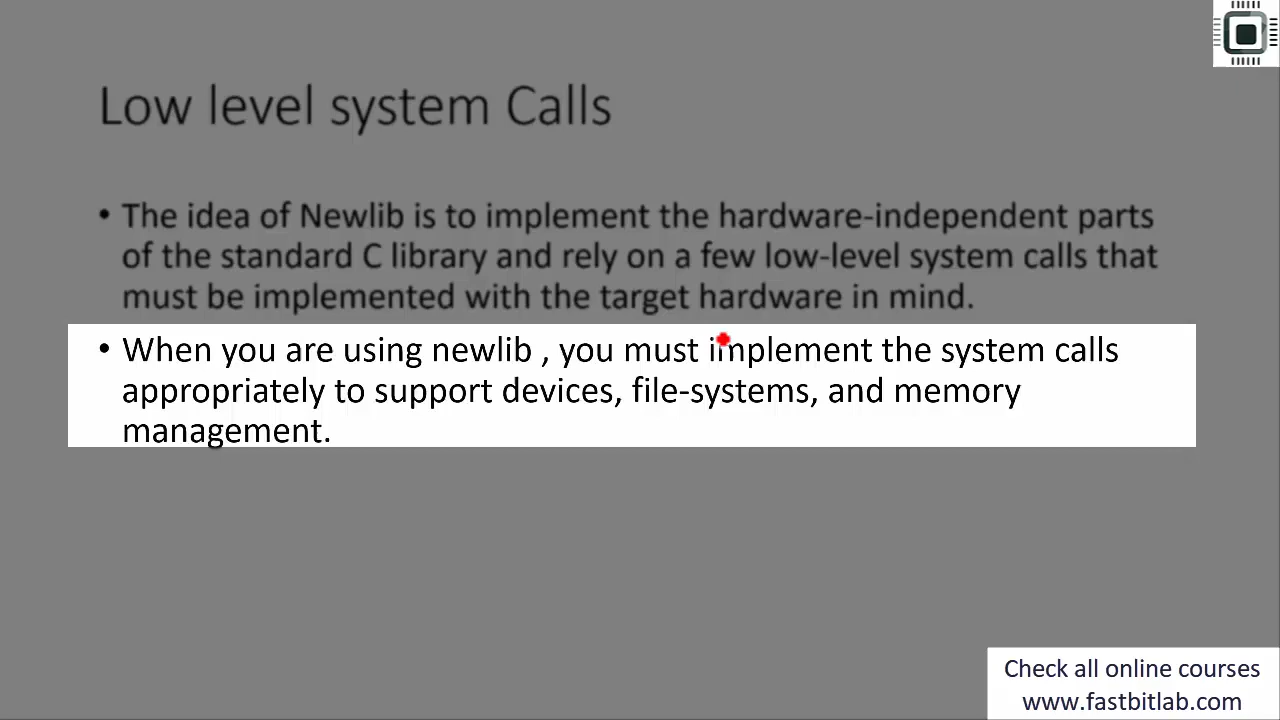 Low level system Calls
• The idea of Newlib is to implement the hardware-independent parts
of the standard C library and rely on a few low-level system calls that
must be implemented with the target hardware in mind.
• When you are using newlib , you must implement the system calls
appropriately to support devices, file-systems, and memory
management.
Check all online courses
www.fastbitlab.com